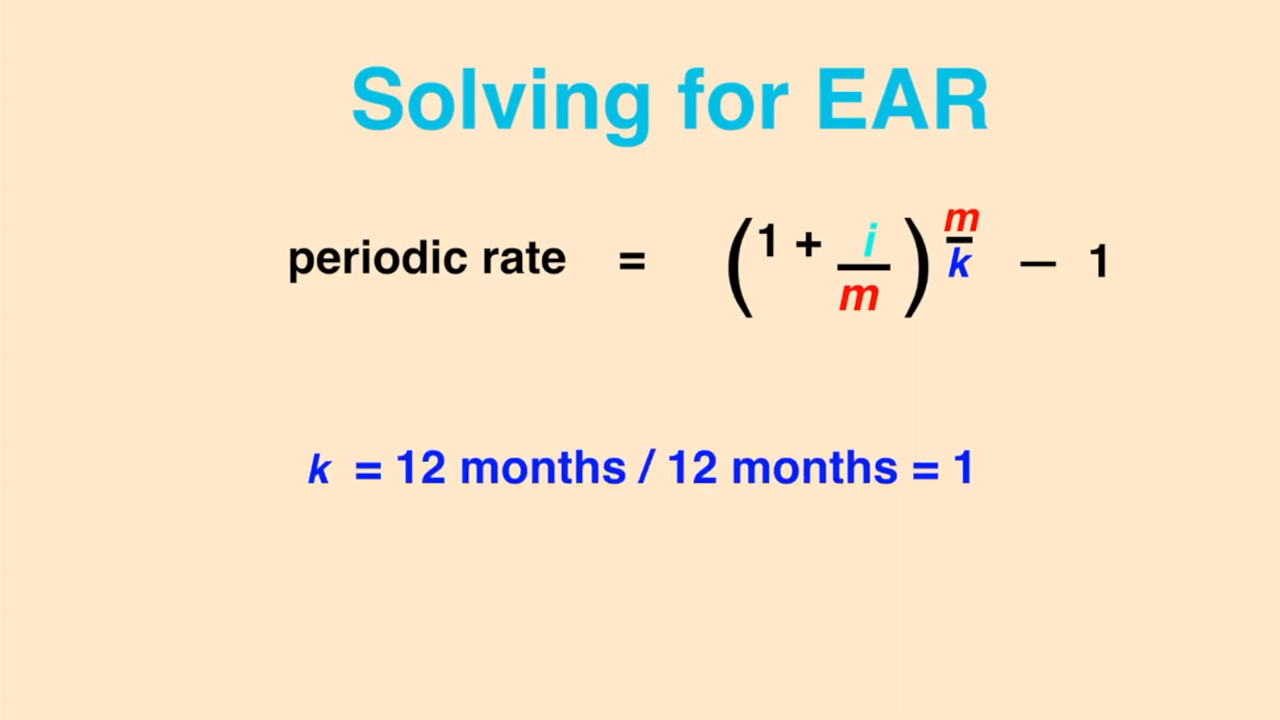 Solving for EAR
periodic rate = (1 + i/m)^(m/k) − 1
k = 12 months / 12 months = 1